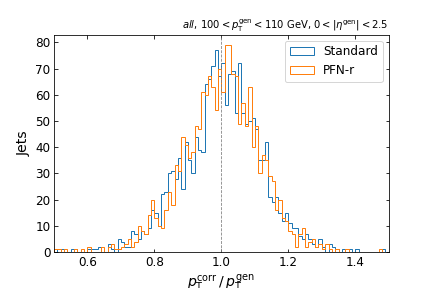 all, 100 < p_T^gen < 110 GeV, 0 < |η^gen| < 2.5
80
70
60
50
40
30
20
10
0
Jets
Standard
PFN-r
0.6 0.8 1.0 1.2 1.4
p_T^corr / p_T^gen